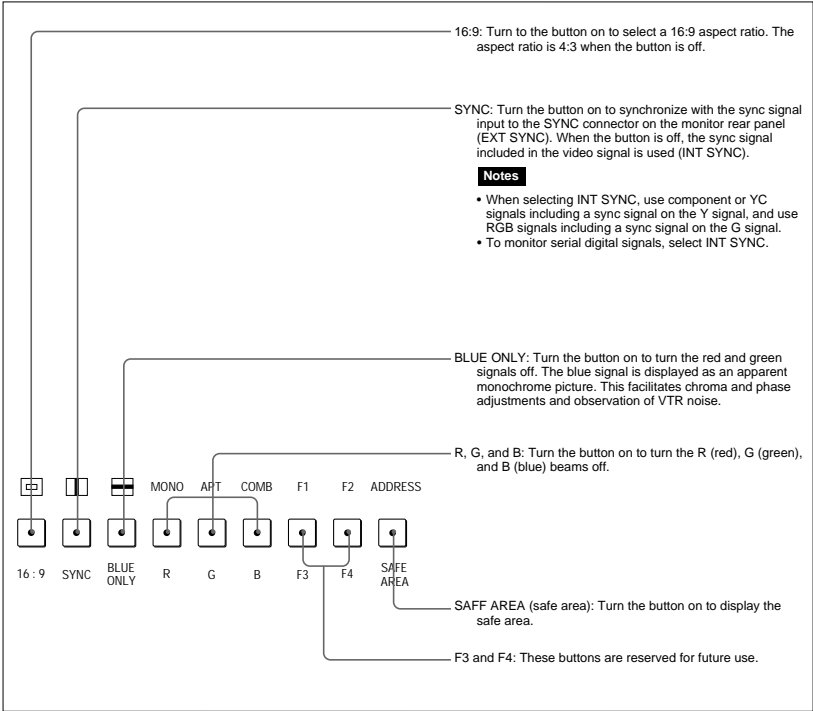 16:9: Turn to the button on to select a 16:9 aspect ratio. The
aspect ratio is 4:3 when the button is off.
SYNC: Turn the button on to synchronize with the sync signal
input to the SYNC connector on the monitor rear panel
(EXT SYNC). When the button is off, the sync signal
included in the video signal is used (INT SYNC).
Notes
• When selecting INT SYNC, use component or YC
signals including a sync signal on the Y signal, and use
RGB signals including a sync signal on the G signal.
• To monitor serial digital signals, select INT SYNC.
BLUE ONLY: Turn the button on to turn the red and green
signals off. The blue signal is displayed as an apparent
monochrome picture. This facilitates chroma and phase
adjustments and observation of VTR noise.
R, G, and B: Turn the button on to turn the R (red), G (green),
and B (blue) beams off.
MONO APT COMB F1 F2 ADDRESS
16 : 9 SYNC BLUE ONLY R G B F3 F4 SAFE AREA
SAFF AREA (safe area): Turn the button on to display the
safe area.
F3 and F4: These buttons are reserved for future use.